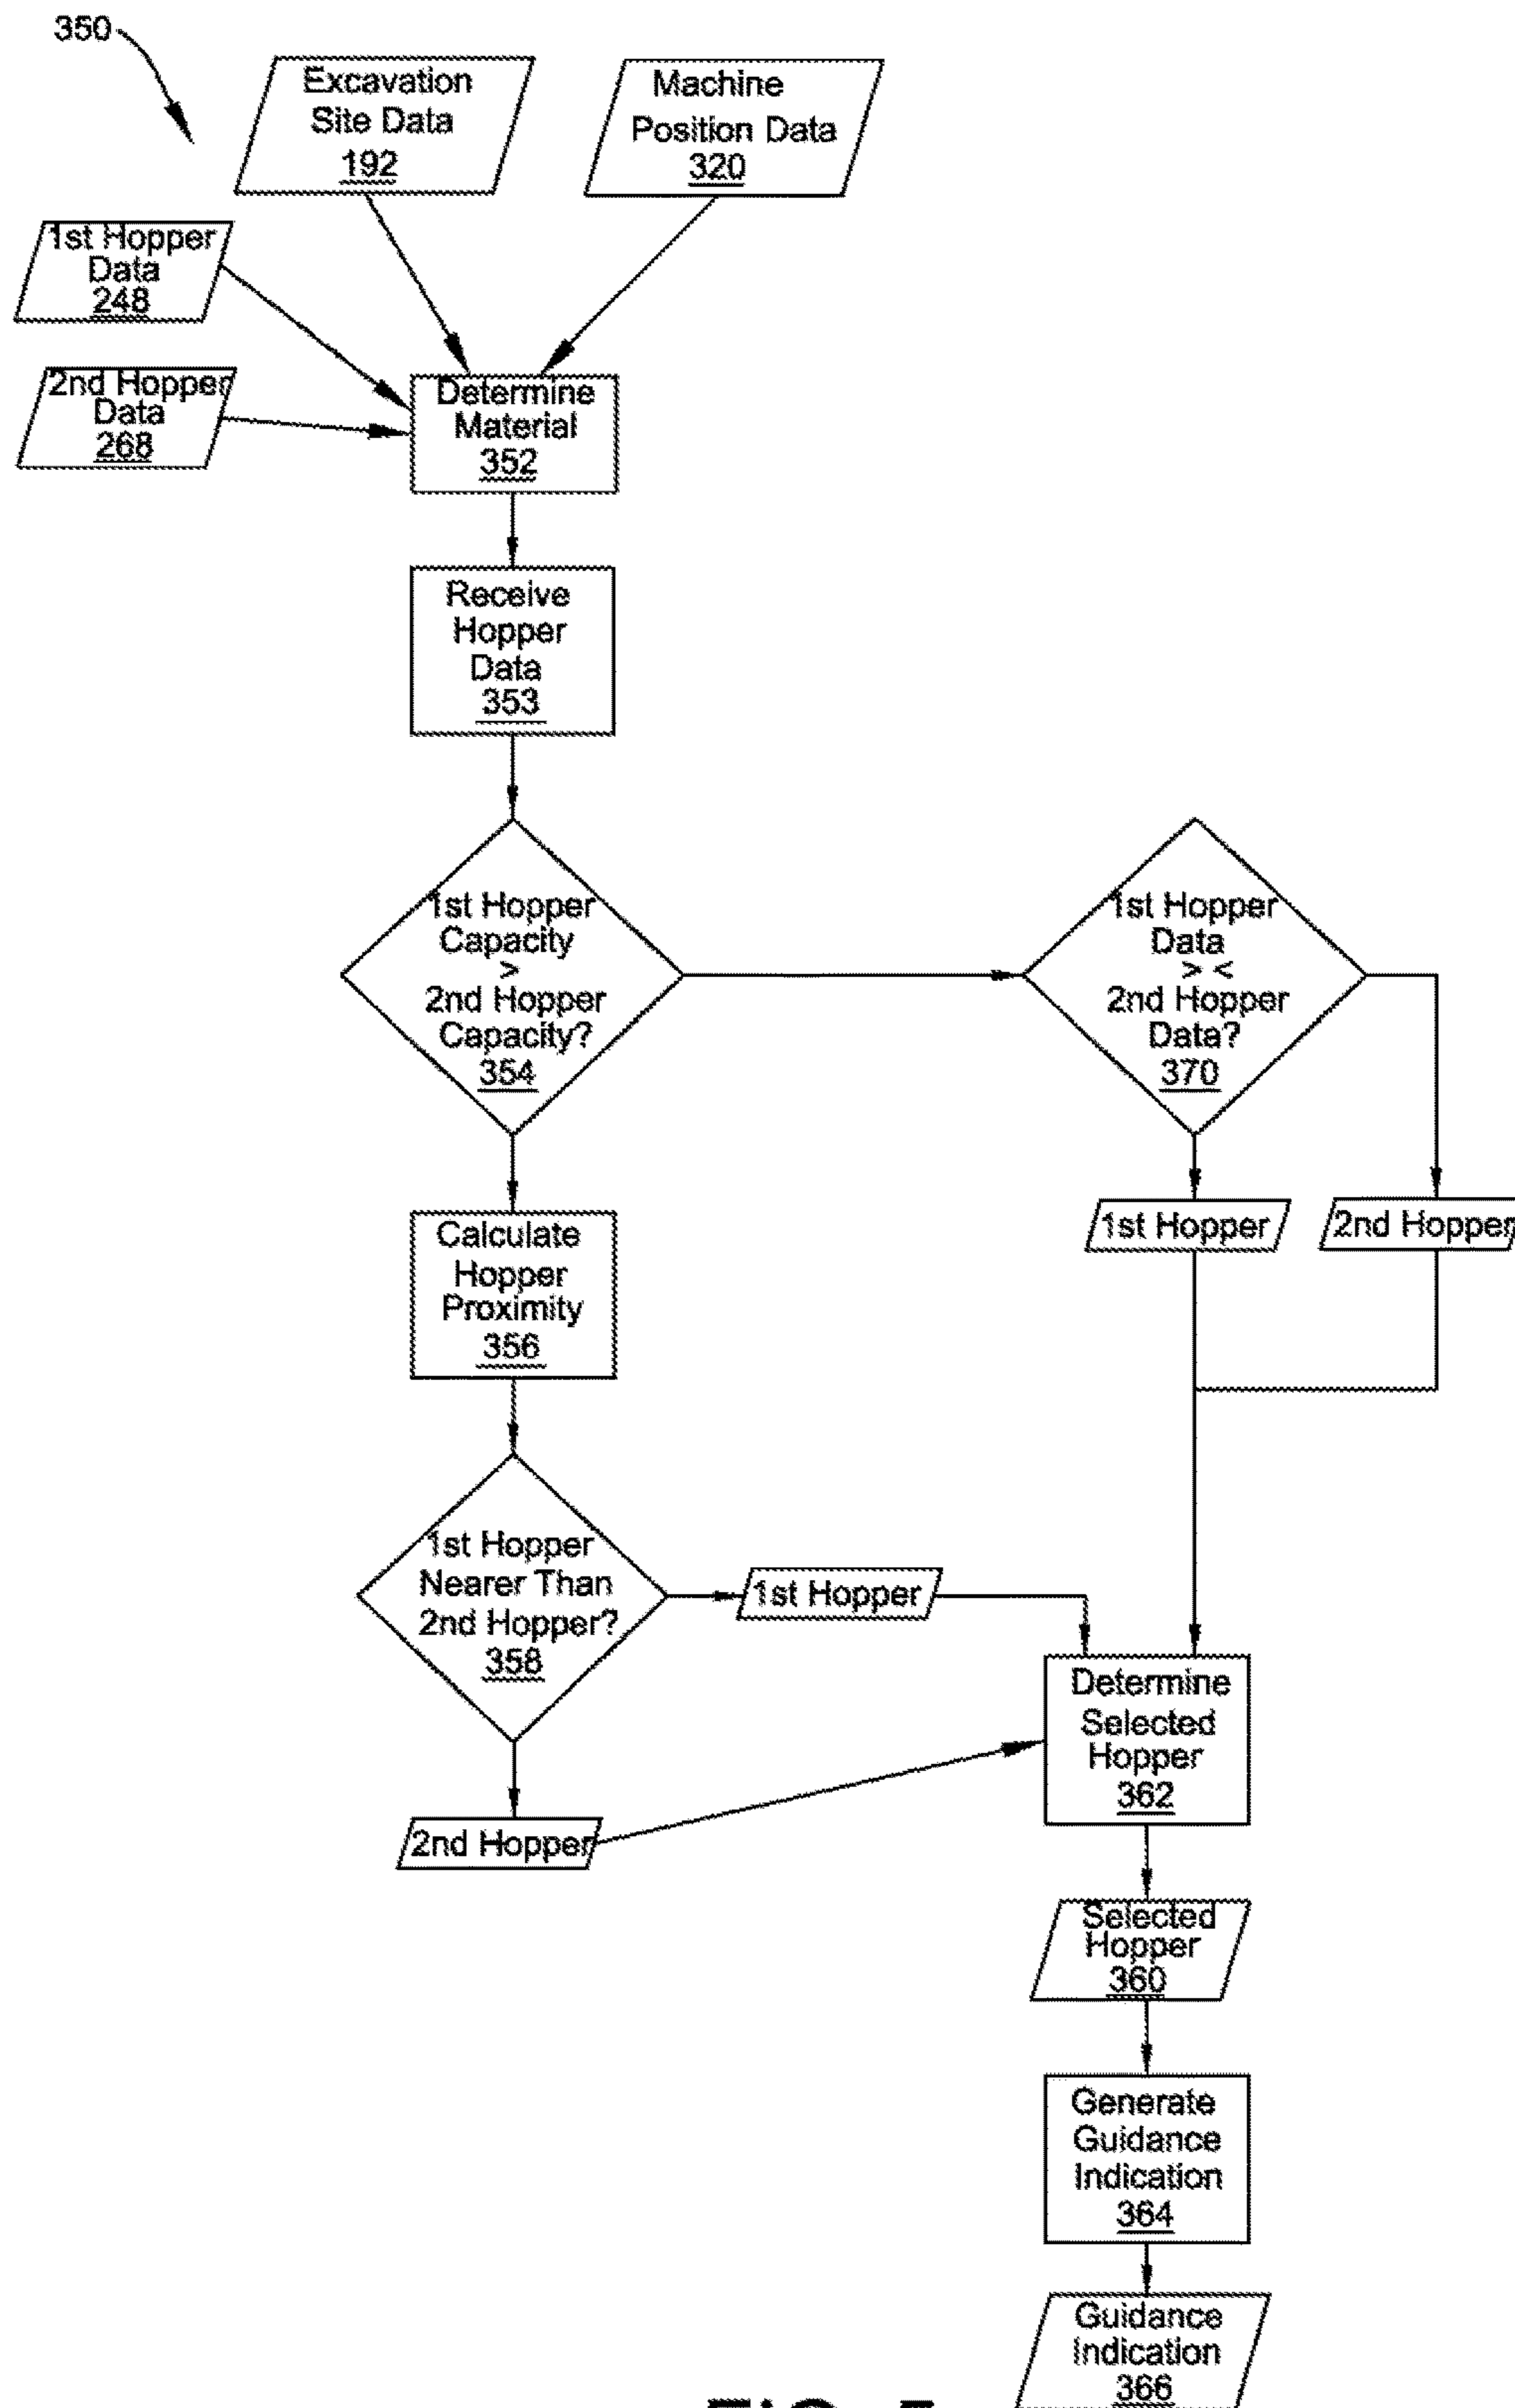 350
Excavation
Site Data
192
Machine
Position Data
320
1st Hopper
Data
248
2nd Hopper
Data
268
Determine
Material
352
Receive
Hopper
Data
353
1st Hopper
Capacity
>
2nd Hopper
Capacity?
354
1st Hopper
Data
> <
2nd Hopper
Data?
370
Calculate
Hopper
Proximity
356
1st Hopper
2nd Hopper
1st Hopper
Nearer Than
2nd Hopper?
358
1st Hopper
2nd Hopper
Determine
Selected
Hopper
362
Selected
Hopper
360
Generate
Guidance
Indication
364
Guidance
Indication
366